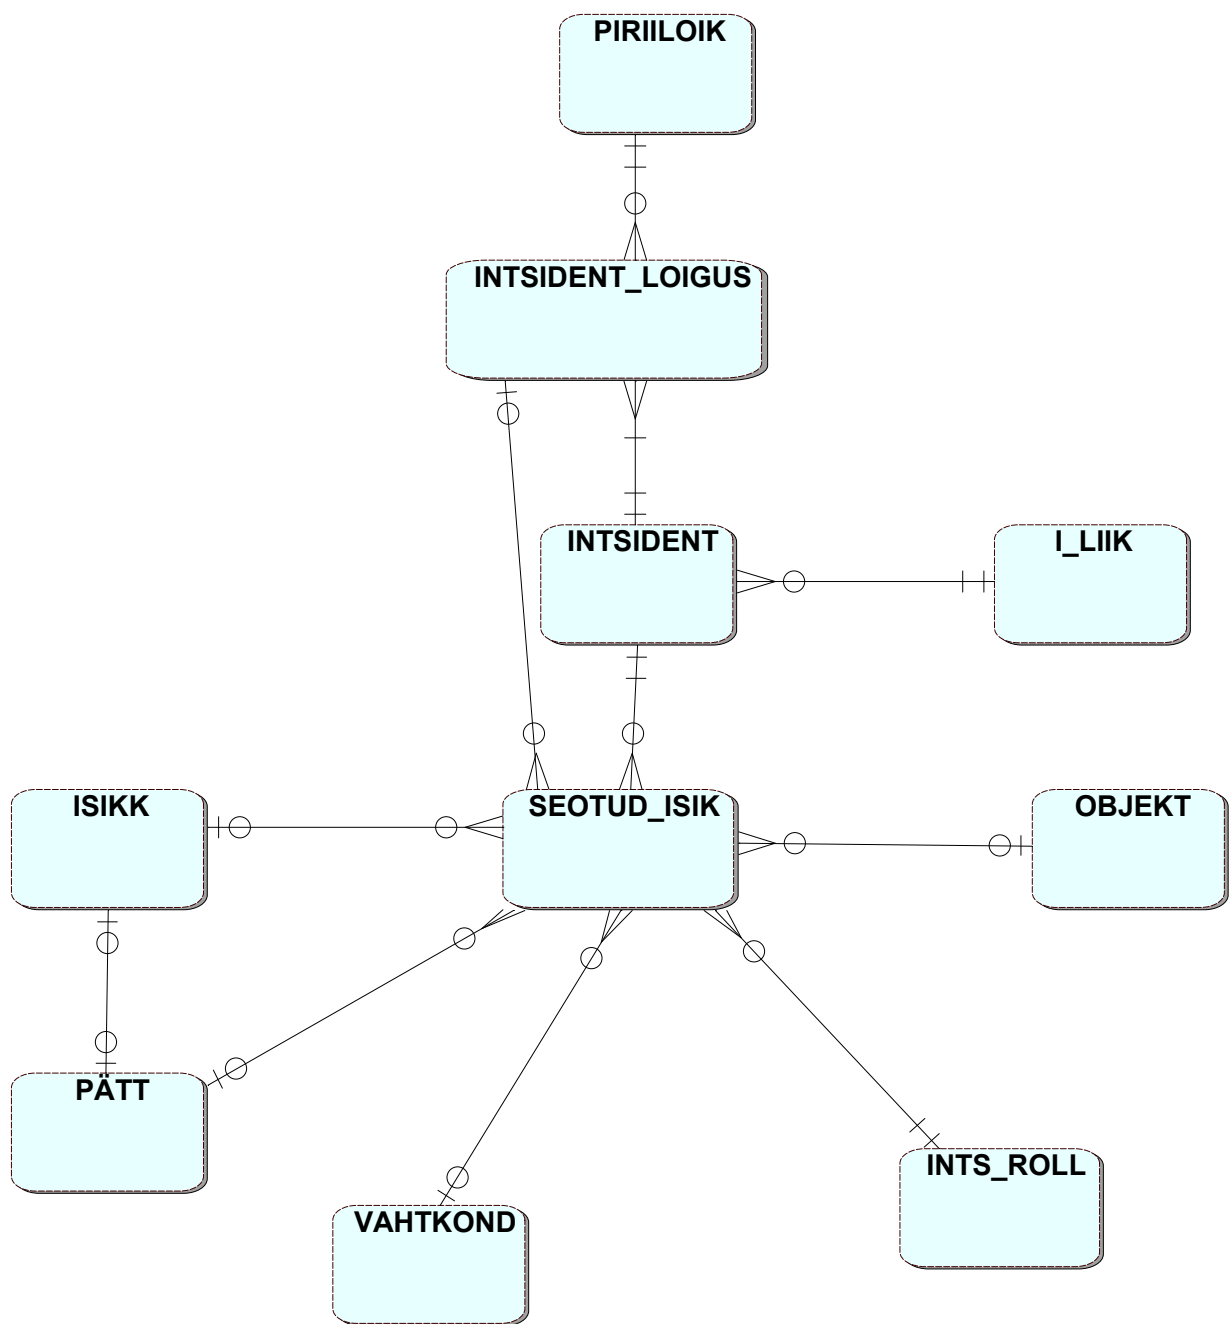 PIRIILOIK
INTSIDENT_LOIGUS
INTSIDENT
I_LIIK
ISIKK
SEOTUD_ISIK
OBJEKT
PÄTT
INTS_ROLL
VAHTKOND